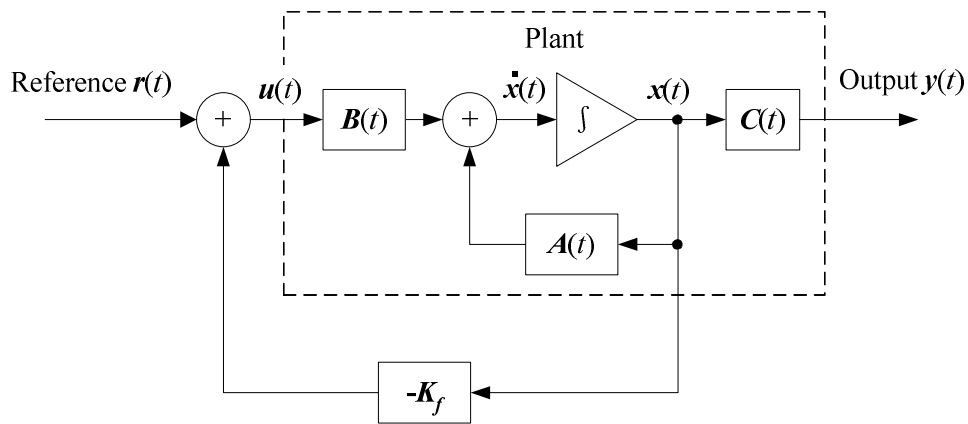 Plant
Reference r(t)
u(t)
ẋ(t)
x(t)
Output y(t)
+
B(t)
+
∫
C(t)
A(t)
-K_f